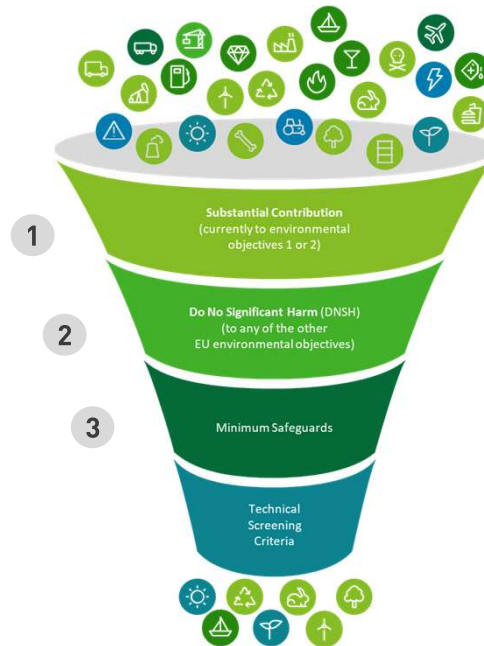 1
Substantial Contribution
(currently to environmental
objectives 1 or 2)
2
Do No Significant Harm (DNSH)
(to any of the other
EU environmental objectives)
3
Minimum Safeguards
Technical
Screening
Criteria